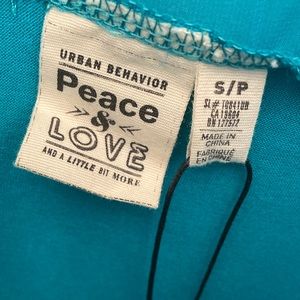 URBAN BEHAVIOR
Peace
&
LOVE
AND A LITTLE BIT MORE
S/P
MADE IN
CHINA
FABRIQUÉ
EN CHINE